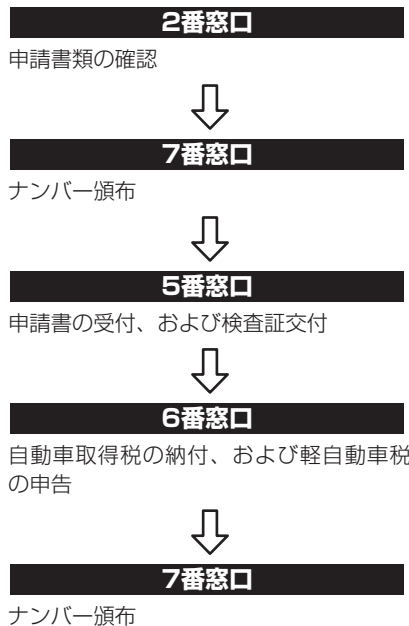 2番窓口
申請書類の確認
7番窓口
ナンバー頒布
5番窓口
申請書の受付、および検査証交付
6番窓口
自動車取得税の納付、および軽自動車税
の申告
7番窓口
ナンバー頒布